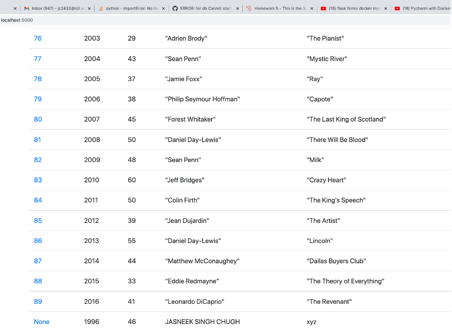 Inbox (947) -
python - ImportError: No
ERROR: for db Cannot start
Homework 5 - This is the
(15) flask forms docker
(18) Pycharm with Docker
localhost:5000
76 2003 29 "Adrien Brody" "The Pianist"
77 2004 43 "Sean Penn" "Mystic River"
78 2005 37 "Jamie Foxx" "Ray"
79 2006 38 "Philip Seymour Hoffman" "Capote"
80 2007 45 "Forest Whitaker" "The Last King of Scotland"
81 2008 50 "Daniel Day-Lewis" "There Will Be Blood"
82 2009 48 "Sean Penn" "Milk"
83 2010 60 "Jeff Bridges" "Crazy Heart"
84 2011 50 "Colin Firth" "The King's Speech"
85 2012 39 "Jean Dujardin" "The Artist"
86 2013 55 "Daniel Day-Lewis" "Lincoln"
87 2014 44 "Matthew McConaughey" "Dallas Buyers Club"
88 2015 33 "Eddie Redmayne" "The Theory of Everything"
89 2016 41 "Leonardo DiCaprio" "The Revenant"
None 1996 46 JASNEEK SINGH CHUGH xyz